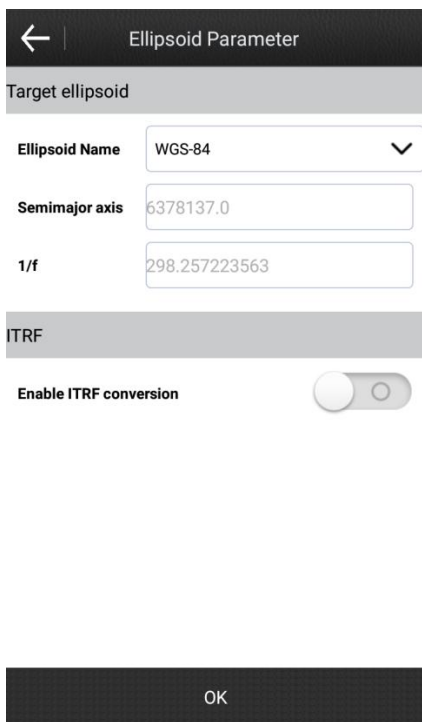 Ellipsoid Parameter
Target ellipsoid
Ellipsoid Name WGS-84
Semimajor axis 6378137.0
1/f 298.257223563
ITRF
Enable ITRF conversion
OK